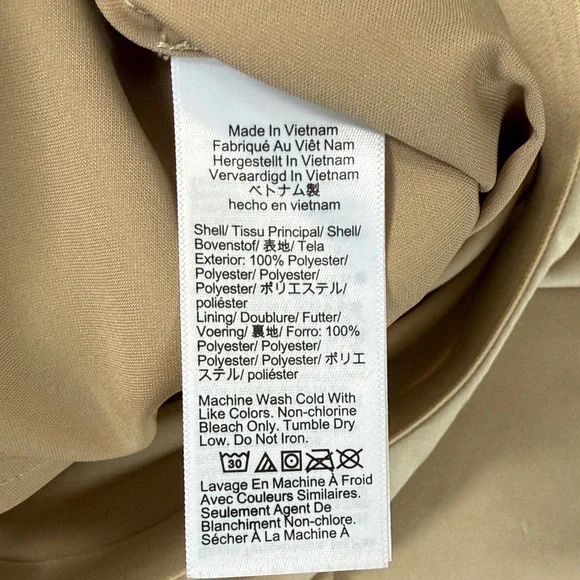 Made In Vietnam
Fabriqué Au Viêt Nam
Hergestellt In Vietnam
Vervaardigd In Vietnam
ベトナム製
hecho en vietnam
Shell/ Tissu Principal/ Shell/
Bovenstof/ 表地/ Tela
Exterior: 100% Polyester/
Polyester/ Polyester/
Polyester/ ポリエステル/
poliéster
Lining/ Doublure/ Futter/
Voering/ 裏地/ Forro: 100%
Polyester/ Polyester/
Polyester/ Polyester/ ポリエ
ステル/ poliéster
Machine Wash Cold With
Like Colors. Non-chlorine
Bleach Only. Tumble Dry
Low. Do Not Iron.
30
Lavage En Machine À Froid
Avec Couleurs Similaires.
Seulement Agent De
Blanchiment Non-chlore.
Sécher À La Machine À